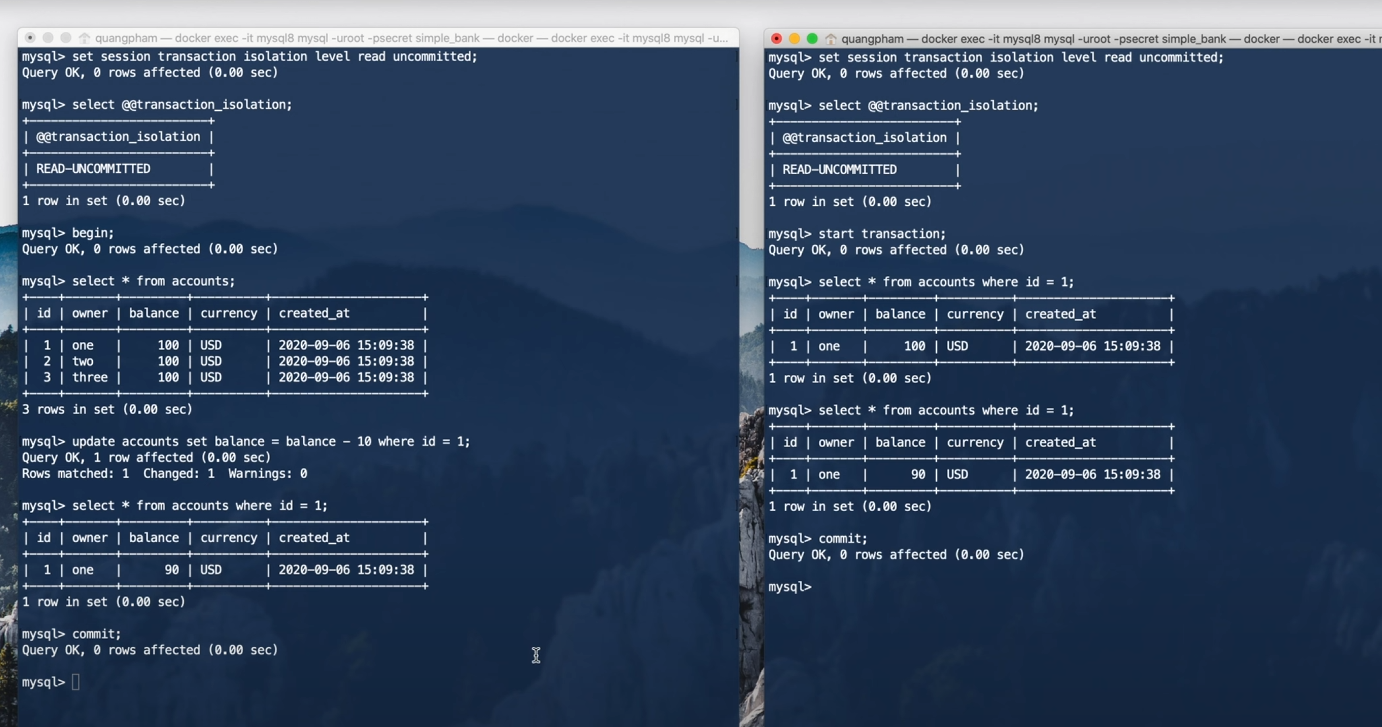 quangpham — docker exec -it mysql8 mysql -uroot -psecret simple_bank — docker — docker exec -it mysql8 mysql -u...
mysql> set session transaction isolation level read uncommitted;
Query OK, 0 rows affected (0.00 sec)
mysql> select @@transaction_isolation;
+-------------------------+
| @@transaction_isolation |
+-------------------------+
| READ-UNCOMMITTED        |
+-------------------------+
1 row in set (0.00 sec)
mysql> begin;
Query OK, 0 rows affected (0.00 sec)
mysql> select * from accounts;
+----+-------+---------+----------+---------------------+
| id | owner | balance | currency | created_at          |
+----+-------+---------+----------+---------------------+
|  1 | one   |     100 | USD      | 2020-09-06 15:09:38 |
|  2 | two   |     100 | USD      | 2020-09-06 15:09:38 |
|  3 | three |     100 | USD      | 2020-09-06 15:09:38 |
+----+-------+---------+----------+---------------------+
3 rows in set (0.00 sec)
mysql> update accounts set balance = balance - 10 where id = 1;
Query OK, 1 row affected (0.00 sec)
Rows matched: 1  Changed: 1  Warnings: 0
mysql> select * from accounts where id = 1;
+----+-------+---------+----------+---------------------+
| id | owner | balance | currency | created_at          |
+----+-------+---------+----------+---------------------+
|  1 | one   |      90 | USD      | 2020-09-06 15:09:38 |
+----+-------+---------+----------+---------------------+
1 row in set (0.00 sec)
mysql> commit;
Query OK, 0 rows affected (0.00 sec)
mysql>
quangpham — docker exec -it mysql8 mysql -uroot -psecret simple_bank — docker — docker exec -it
mysql> set session transaction isolation level read uncommitted;
Query OK, 0 rows affected (0.00 sec)
mysql> select @@transaction_isolation;
+-------------------------+
| @@transaction_isolation |
+-------------------------+
| READ-UNCOMMITTED        |
+-------------------------+
1 row in set (0.00 sec)
mysql> start transaction;
Query OK, 0 rows affected (0.00 sec)
mysql> select * from accounts where id = 1;
+----+-------+---------+----------+---------------------+
| id | owner | balance | currency | created_at          |
+----+-------+---------+----------+---------------------+
|  1 | one   |     100 | USD      | 2020-09-06 15:09:38 |
+----+-------+---------+----------+---------------------+
1 row in set (0.00 sec)
mysql> select * from accounts where id = 1;
+----+-------+---------+----------+---------------------+
| id | owner | balance | currency | created_at          |
+----+-------+---------+----------+---------------------+
|  1 | one   |      90 | USD      | 2020-09-06 15:09:38 |
+----+-------+---------+----------+---------------------+
1 row in set (0.00 sec)
mysql> commit;
Query OK, 0 rows affected (0.00 sec)
mysql>